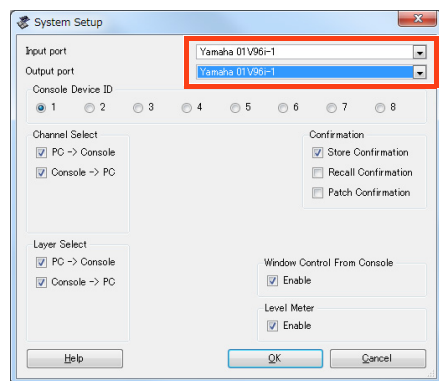 System Setup
Input port
Yamaha 01V96i-1
Output port
Yamaha 01V96i-1
Console Device ID
1 2 3 4 5 6 7 8
Channel Select
PC -> Console
Console -> PC
Confirmation
Store Confirmation
Recall Confirmation
Patch Confirmation
Layer Select
PC -> Console
Console -> PC
Window Control From Console
Enable
Level Meter
Enable
Help
OK
Cancel